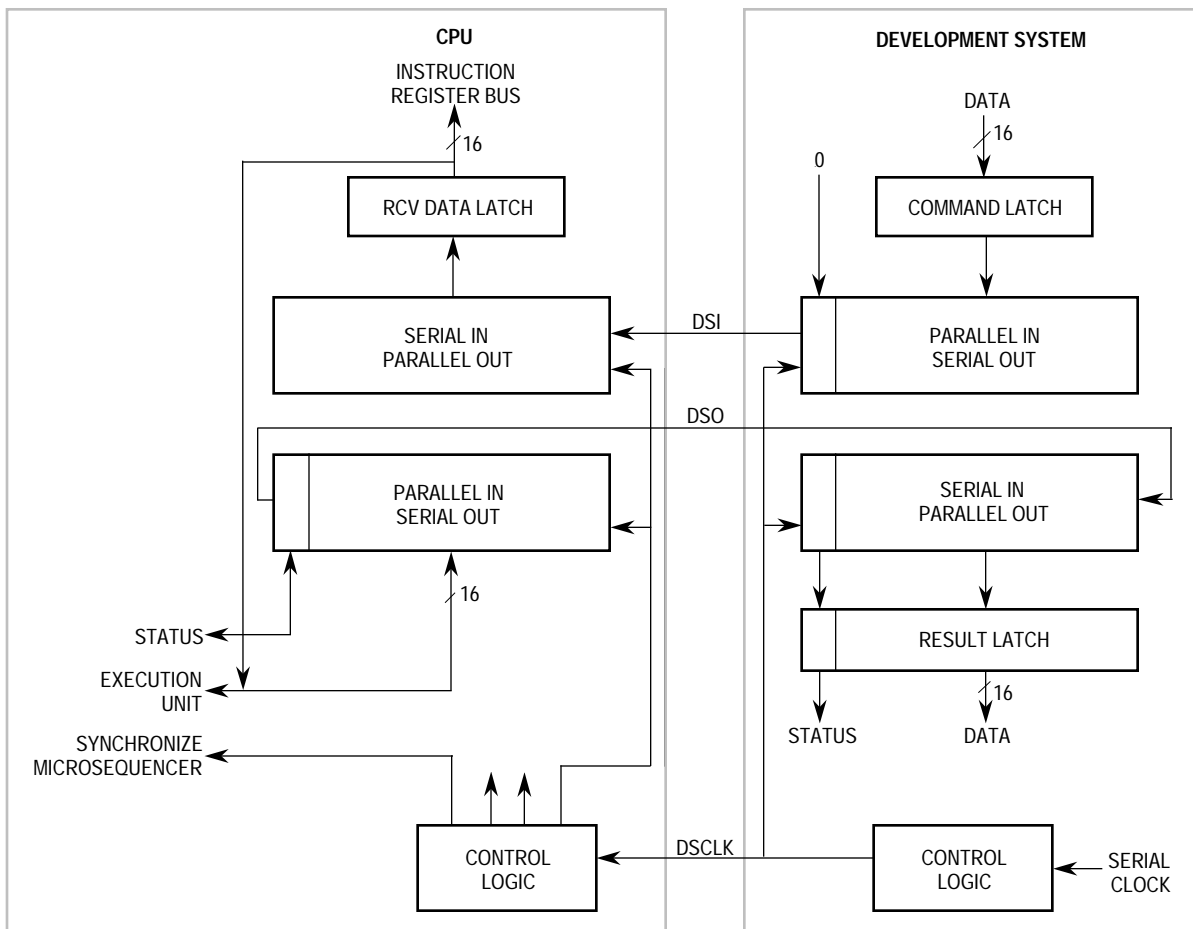 CPU
INSTRUCTION
REGISTER BUS
16
RCV DATA LATCH
SERIAL IN
PARALLEL OUT
PARALLEL IN
SERIAL OUT
16
STATUS
EXECUTION
UNIT
SYNCHRONIZE
MICROSEQUENCER
CONTROL
LOGIC
DSI
DSO
DSCLK
DEVELOPMENT SYSTEM
DATA
16
0
COMMAND LATCH
PARALLEL IN
SERIAL OUT
SERIAL IN
PARALLEL OUT
RESULT LATCH
16
STATUS
DATA
CONTROL
LOGIC
SERIAL
CLOCK